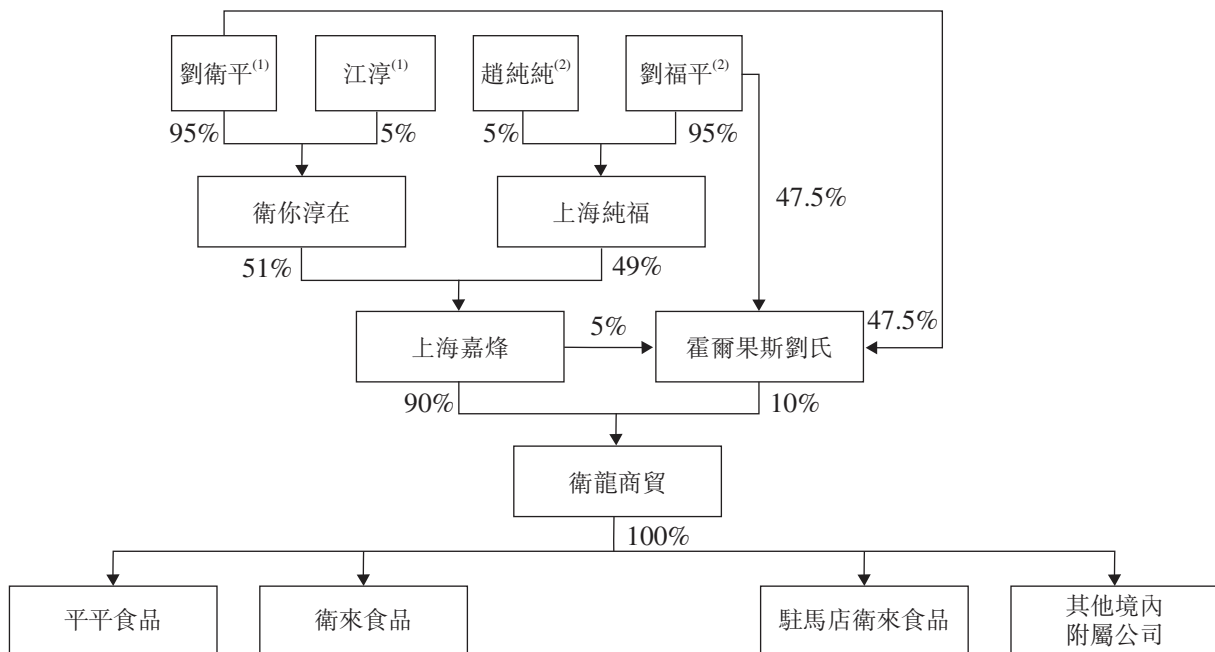 劉衛平(1)
江淳(1)
趙純純(2)
劉福平(2)
95%
5%
5%
95%
47.5%
衛你淳在
上海純福
51%
49%
上海嘉烽
5%
霍爾果斯劉氏
47.5%
90%
10%
衛龍商貿
100%
平平食品
衛來食品
駐馬店衛來食品
其他境內
附屬公司